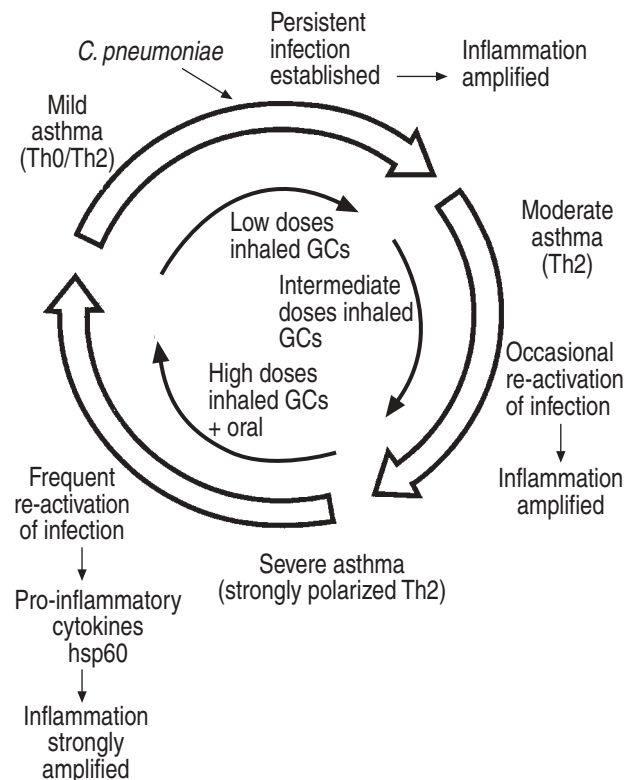 C. pneumoniae
Persistent
infection
established
Inflammation
amplified
Mild
asthma
(Th0/Th2)
Low doses
inhaled GCs
Moderate
asthma
(Th2)
Intermediate
doses inhaled
GCs
Occasional
re-activation
of infection
Inflammation
amplified
High doses
inhaled GCs
+ oral
Severe asthma
(strongly polarized Th2)
Frequent
re-activation
of infection
Pro-inflammatory
cytokines
hsp60
Inflammation
strongly
amplified